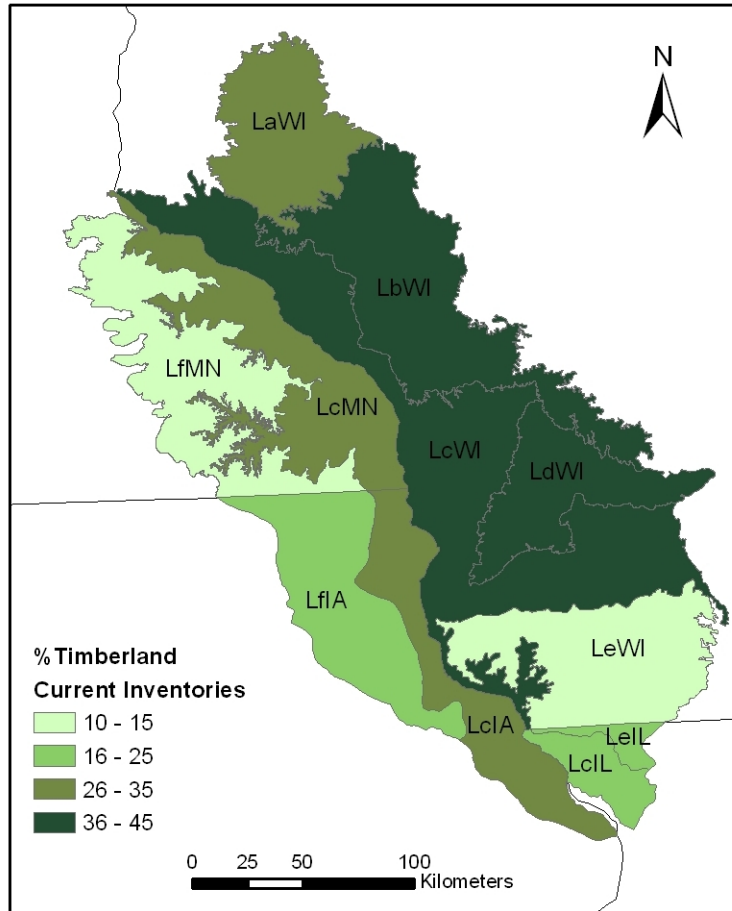 N
LaWI
LbWI
LfMN
LcMN
LcWI
LdWI
LfIA
LeWI
LcIA
LeIL
LcIL
% Timberland
Current Inventories
10 - 15
16 - 25
26 - 35
36 - 45
0 25 50 100
Kilometers